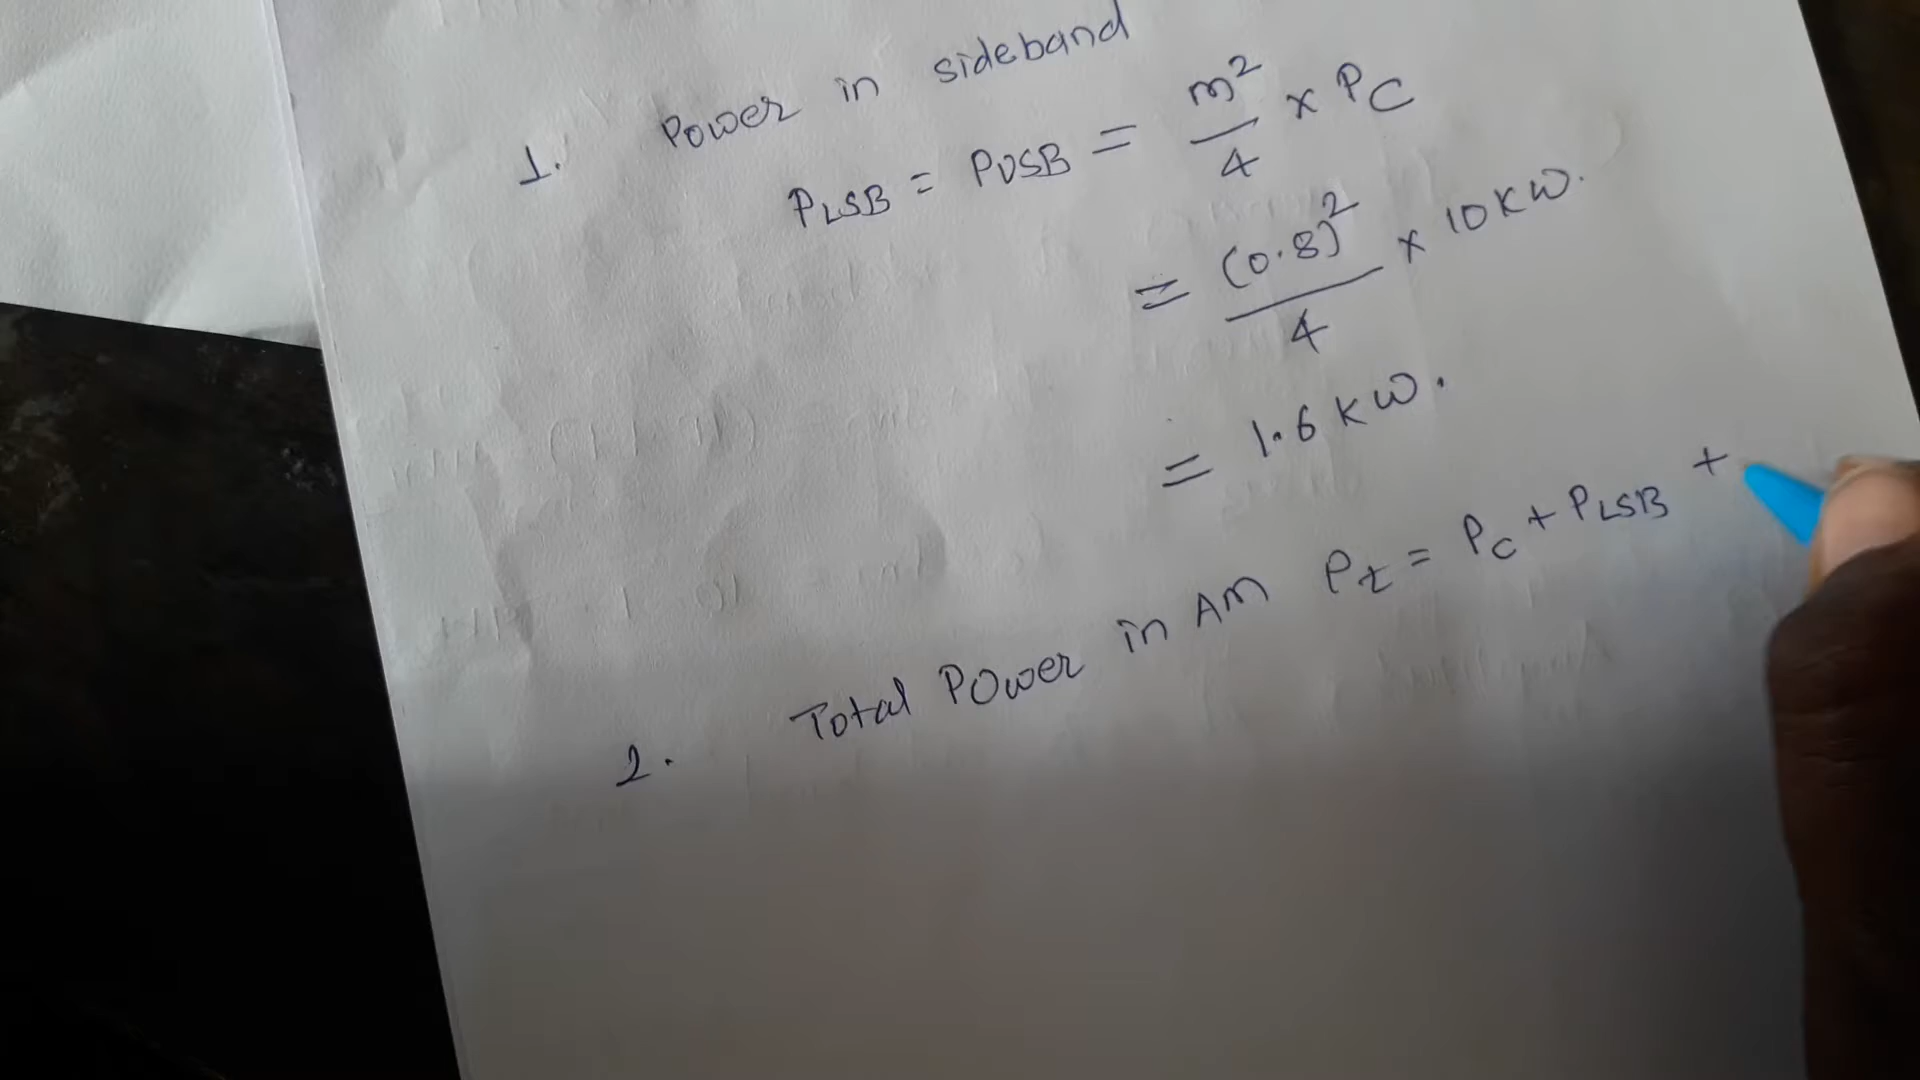 1. Power in sideband
PLSB = PUSB = m²/4 × Pc
= (0.8)²/4 × 10KW.
= 1.6 KW.
2. Total Power in AM Pt = Pc + PLSB +